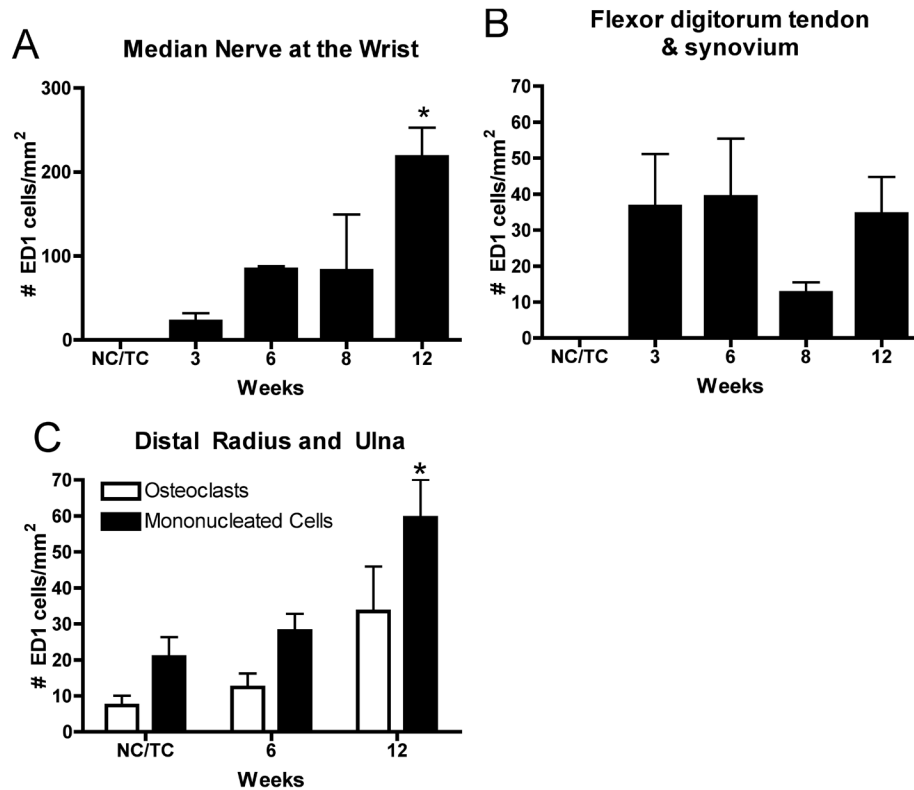 A
Median Nerve at the Wrist
# ED1 cells/mm²
300
200
100
0
*
NC/TC 3 6 8 12
Weeks
B
Flexor digitorum tendon
& synovium
# ED1 cells/mm²
70
60
50
40
30
20
10
0
NC/TC 3 6 8 12
Weeks
C
Distal Radius and Ulna
# ED1 cells/mm²
70
60
50
40
30
20
10
0
Osteoclasts
Mononucleated Cells
*
NC/TC 6 12
Weeks